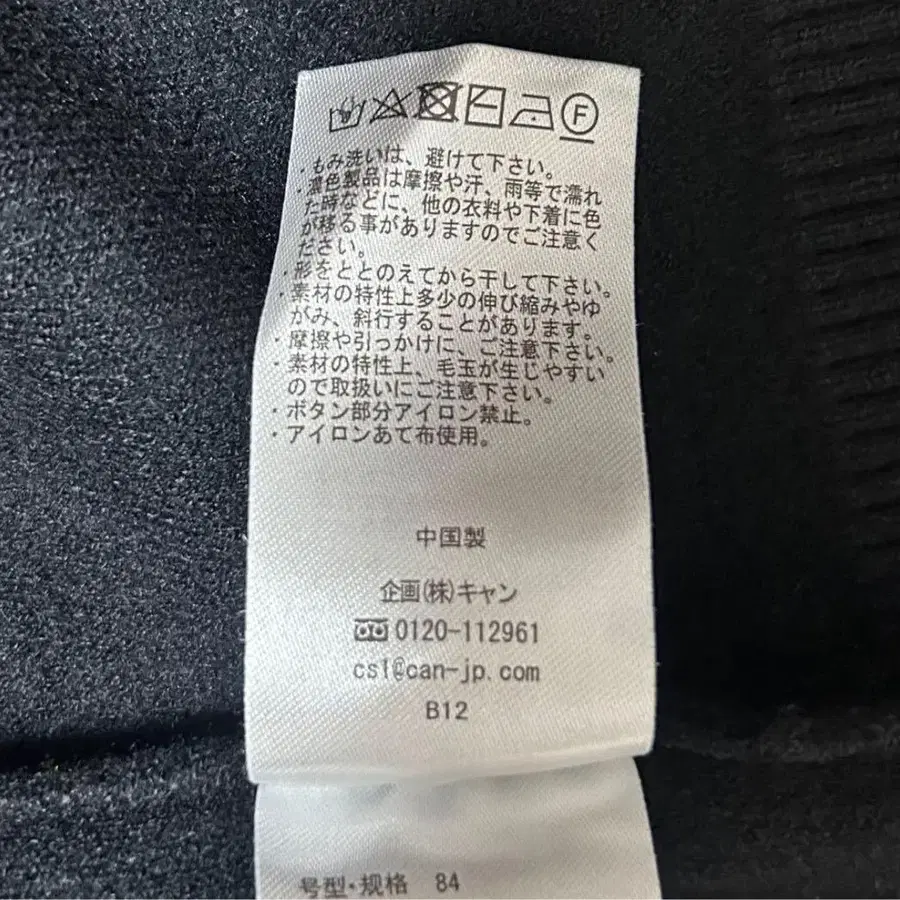 F
・もみ洗いは、避けて下さい。
・濃色製品は摩擦や汗、雨等で濡れ
た時などに、他の衣料や下着に色
が移る事がありますのでご注意く
ださい。
・形をととのえてから干して下さい。
・素材の特性上多少の伸び縮みやゆ
がみ、斜行することがあります。
・摩擦や引っかけに、ご注意下さい。
・素材の特性上、毛玉が生じやすい
ので取扱いにご注意下さい。
・ボタン部分アイロン禁止。
・アイロンあて布使用。
中国製
企画(株)キャン
0120-112961
cs1@can-jp.com
B12
号型・规格 84